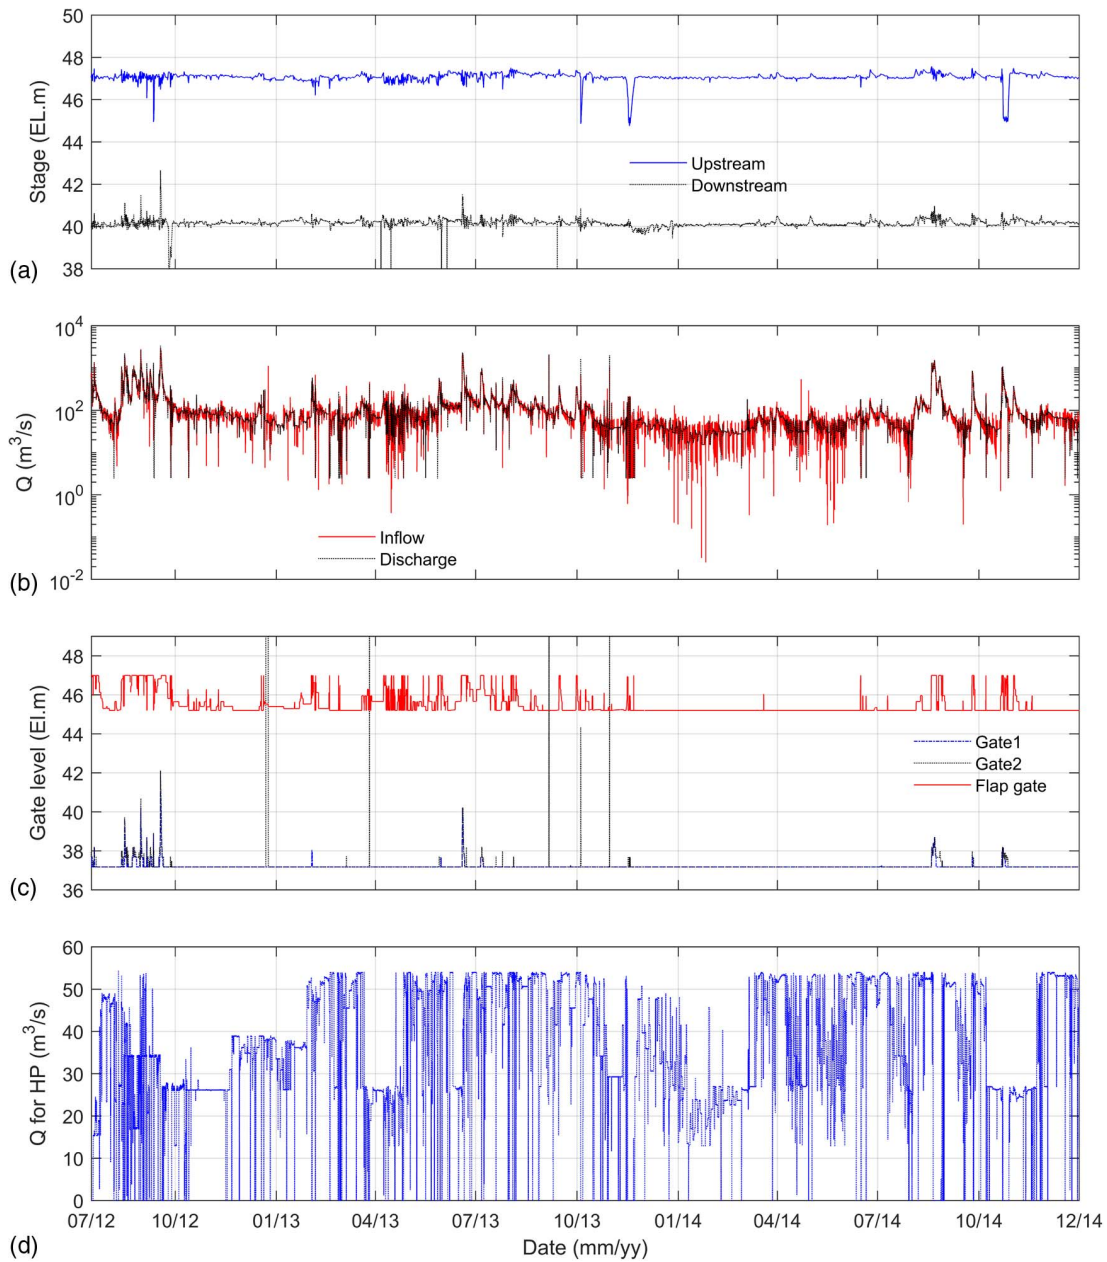 50
48
46
44
42
40
38
Stage (EL.m)
Upstream
Downstream
(a)
10^4
10^2
10^0
10^-2
Q (m^3/s)
Inflow
Discharge
(b)
48
46
44
42
40
38
36
Gate level (El.m)
Gate1
Gate2
Flap gate
(c)
60
50
40
30
20
10
0
Q for HP (m^3/s)
07/12 10/12 01/13 04/13 07/13 10/13 01/14 04/14 07/14 10/14 12/14
Date (mm/yy)
(d)